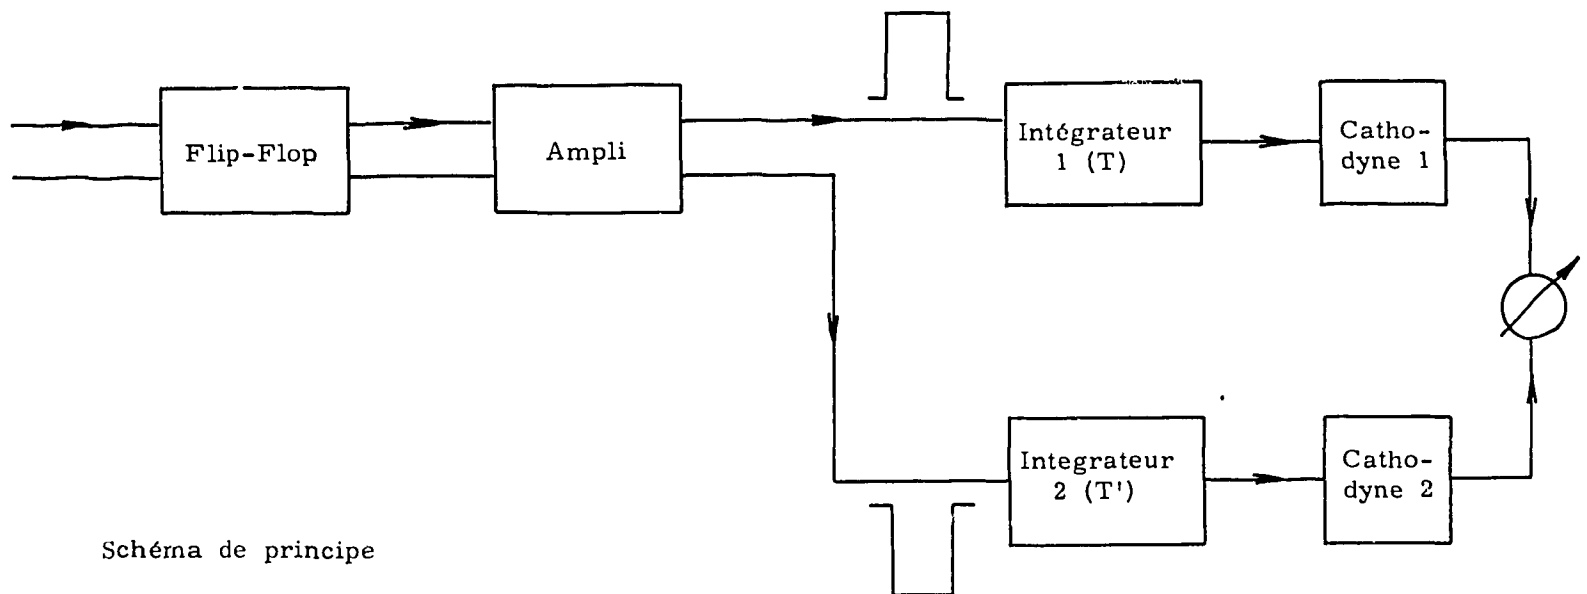 Flip-Flop
Ampli
Intégrateur
1 (T)
Catho-
dyne 1
Integrateur
2 (T')
Catho-
dyne 2
Schéma de principe